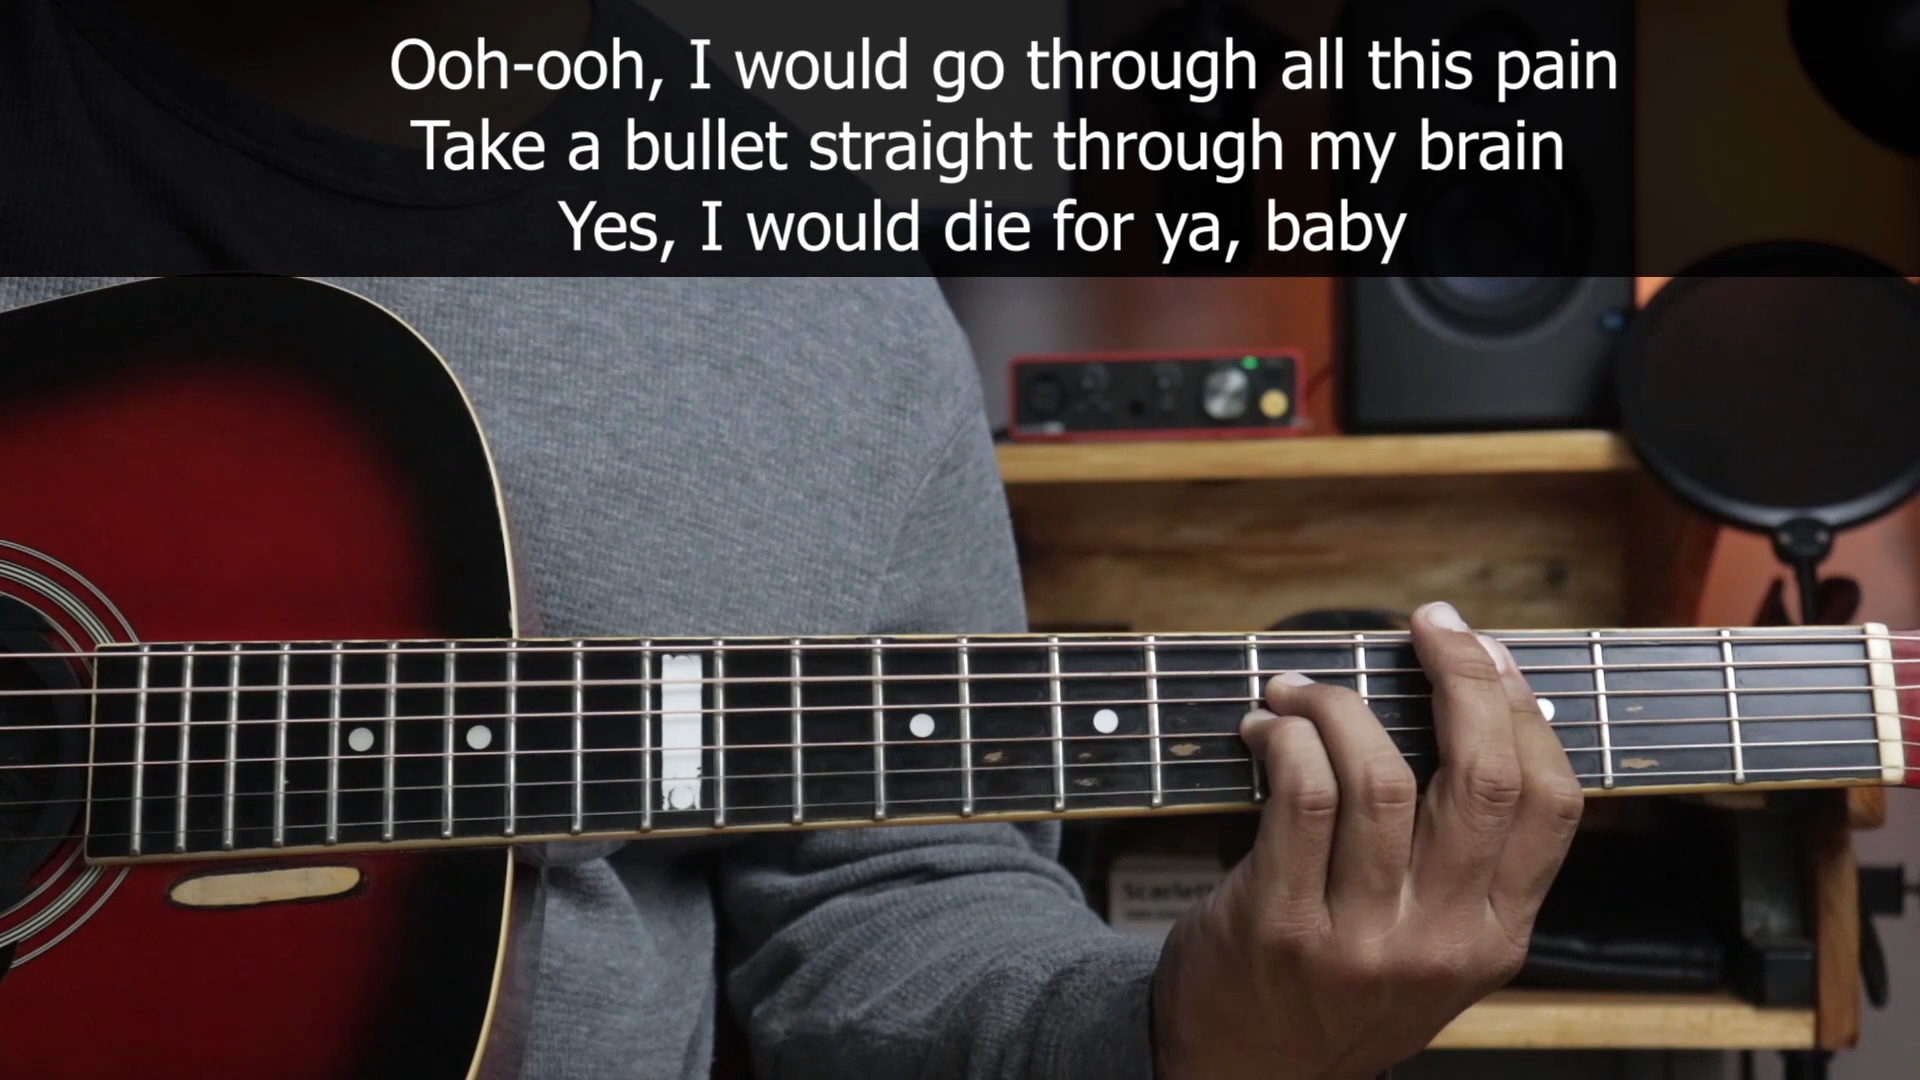 Ooh-ooh, I would go through all this pain
Take a bullet straight through my brain
Yes, I would die for ya, baby
Scarlett